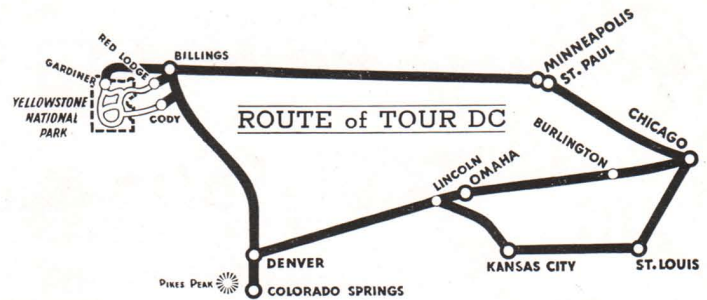 MINNEAPOLIS
ST. PAUL
RED LODGE
BILLINGS
GARDINER
YELLOWSTONE
NATIONAL
PARK
CODY
ROUTE of TOUR DC
CHICAGO
BURLINGTON
LINCOLN
OMAHA
DENVER
KANSAS CITY
ST. LOUIS
PIKES PEAK
COLORADO SPRINGS